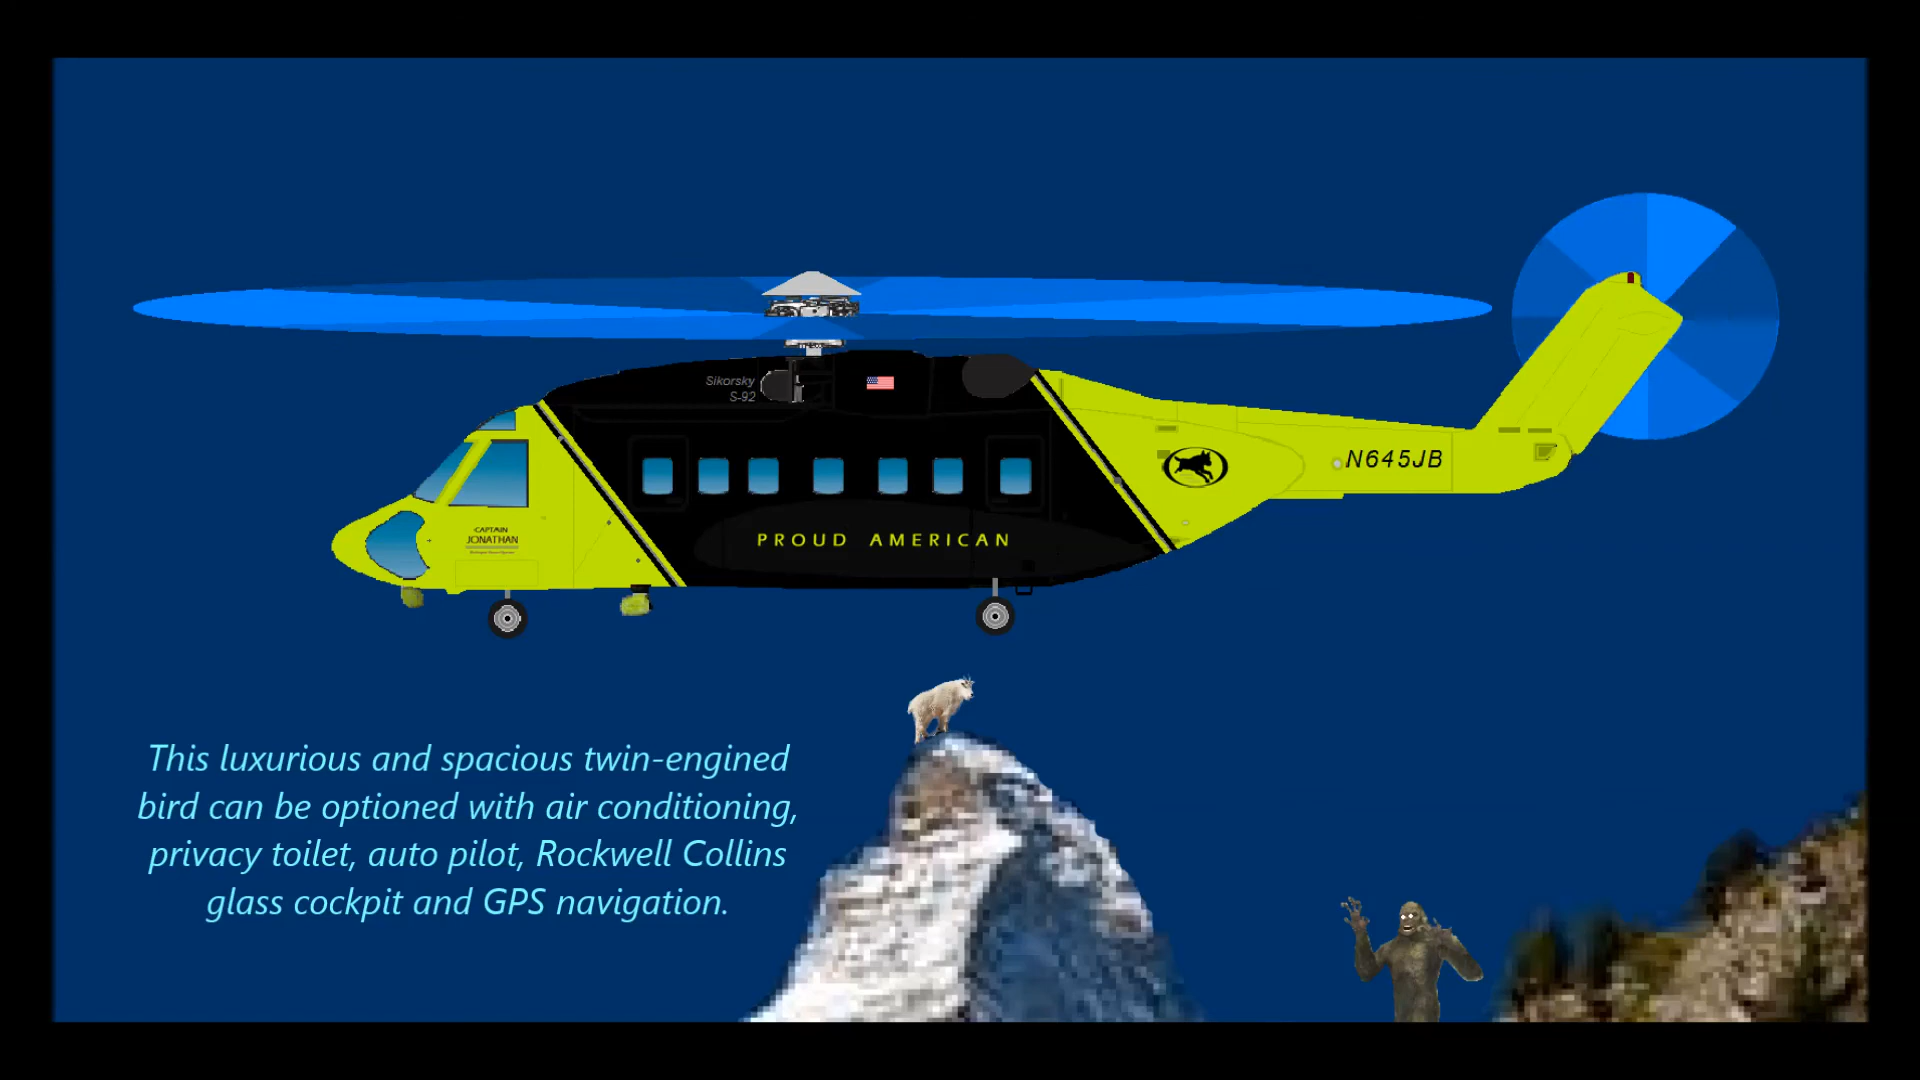 Sikorsky
S-92
N645JB
CAPTAIN
JONATHAN
PROUD AMERICAN
This luxurious and spacious twin-engined
bird can be optioned with air conditioning,
privacy toilet, auto pilot, Rockwell Collins
glass cockpit and GPS navigation.